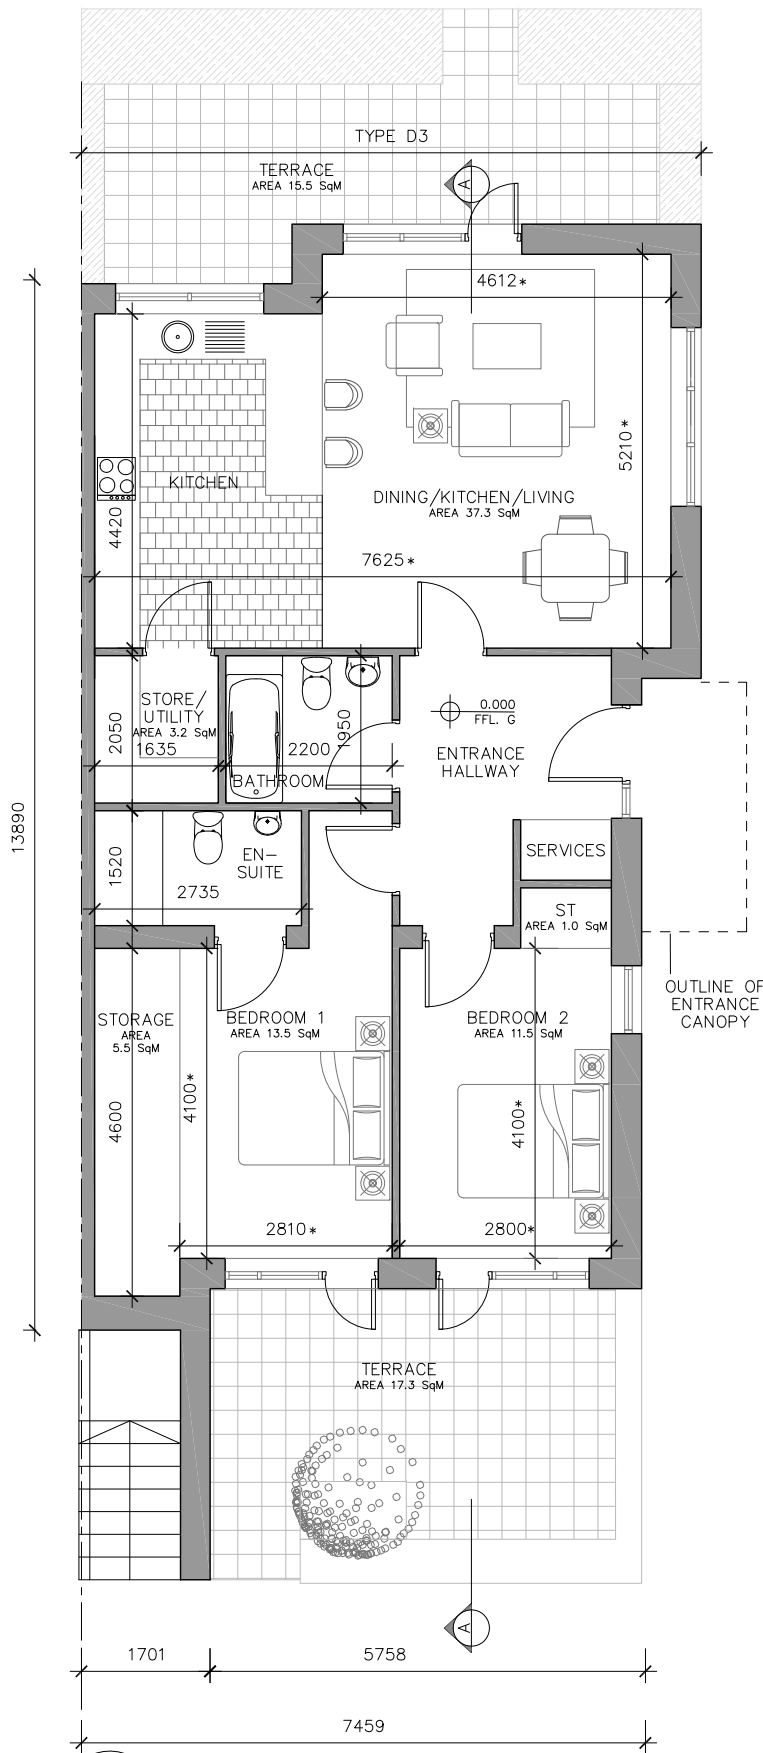 TYPE D3
TERRACE
AREA 15.5 SqM
A
4612*
5210*
KITCHEN
DINING/KITCHEN/LIVING
AREA 37.3 SqM
4420
7625*
STORE/
UTILITY
AREA 3.2 SqM
2050
1635
1950
2200
BATHROOM
0.000
FFL. G
ENTRANCE
HALLWAY
13890
1520
EN-
SUITE
2735
SERVICES
ST
AREA 1.0 SqM
OUTLINE OF
ENTRANCE
CANOPY
STORAGE
AREA
5.5 SqM
BEDROOM 1
AREA 13.5 SqM
BEDROOM 2
AREA 11.5 SqM
4600
4100*
4100*
2810*
2800*
TERRACE
AREA 17.3 SqM
A
1701
5758
7459